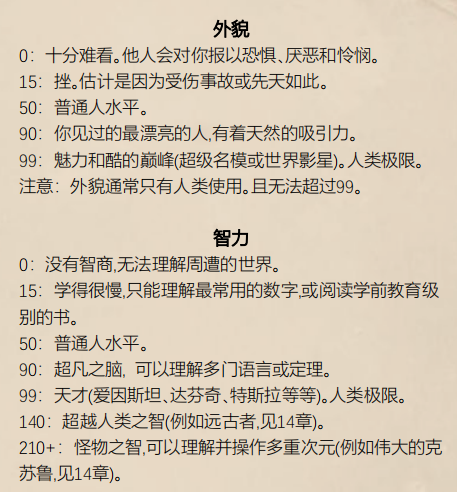 外貌
0：十分难看。他人会对你报以恐惧、厌恶和怜悯。
15：挫。估计是因为受伤事故或先天如此。
50：普通人水平。
90：你见过的最漂亮的人,有着天然的吸引力。
99：魅力和酷的巅峰(超级名模或世界影星)。人类极限。
注意：外貌通常只有人类使用。且无法超过99。
智力
0：没有智商,无法理解周遭的世界。
15：学得很慢,只能理解最常用的数字,或阅读学前教育级
别的书。
50：普通人水平。
90：超凡之脑，可以理解多门语言或定理。
99：天才(爱因斯坦、达芬奇、特斯拉等等)。人类极限。
140：超越人类之智(例如远古者,见14章)。
210+：怪物之智,可以理解并操作多重次元(例如伟大的克
苏鲁,见14章)。